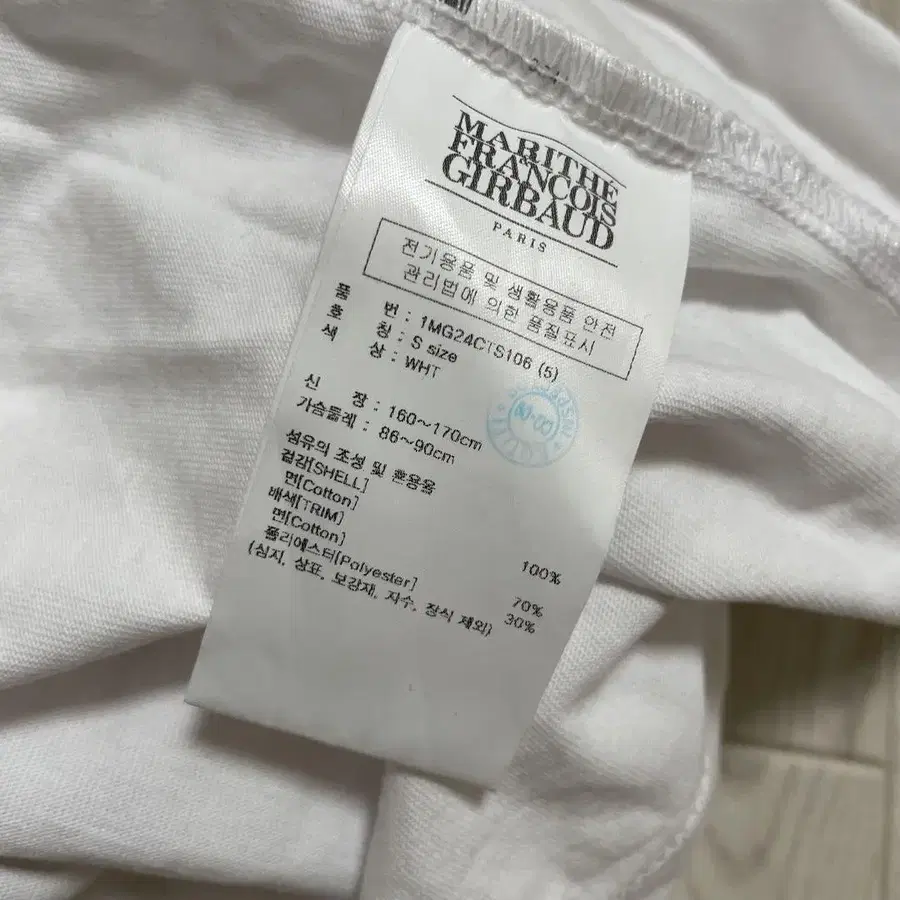 MARITHE
FRANCOIS
&
GIRBAUD
PARIS
전기용품 및 생활용품 안전
관리법에 의한 품질표시
품 번 : 1MG24CTS106 (5)
호 칭 : S size
색 상 : WHT
신 장 : 160~170cm
가슴둘레 : 86~90cm
섬유의 조성 및 혼용율
겉감[SHELL]
면[Cotton] 100%
배색[TRIM]
면[Cotton] 70%
폴리에스터[Polyester] 30%
(심지, 상표, 보강재, 자수, 장식 제외)